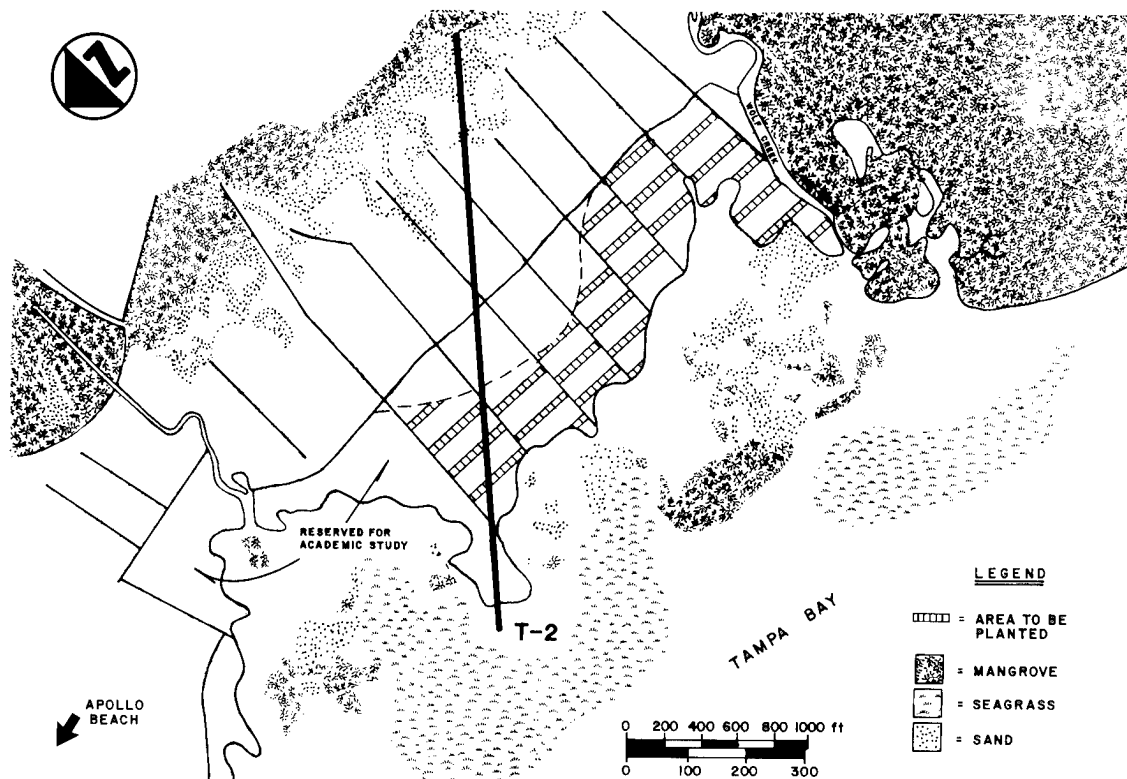 N
WOLF CREEK
RESERVED FOR
ACADEMIC STUDY
T-2
TAMPA BAY
APOLLO
BEACH
LEGEND
= AREA TO BE
PLANTED
= MANGROVE
= SEAGRASS
= SAND
0 200 400 600 800 1000 ft
0 100 200 300